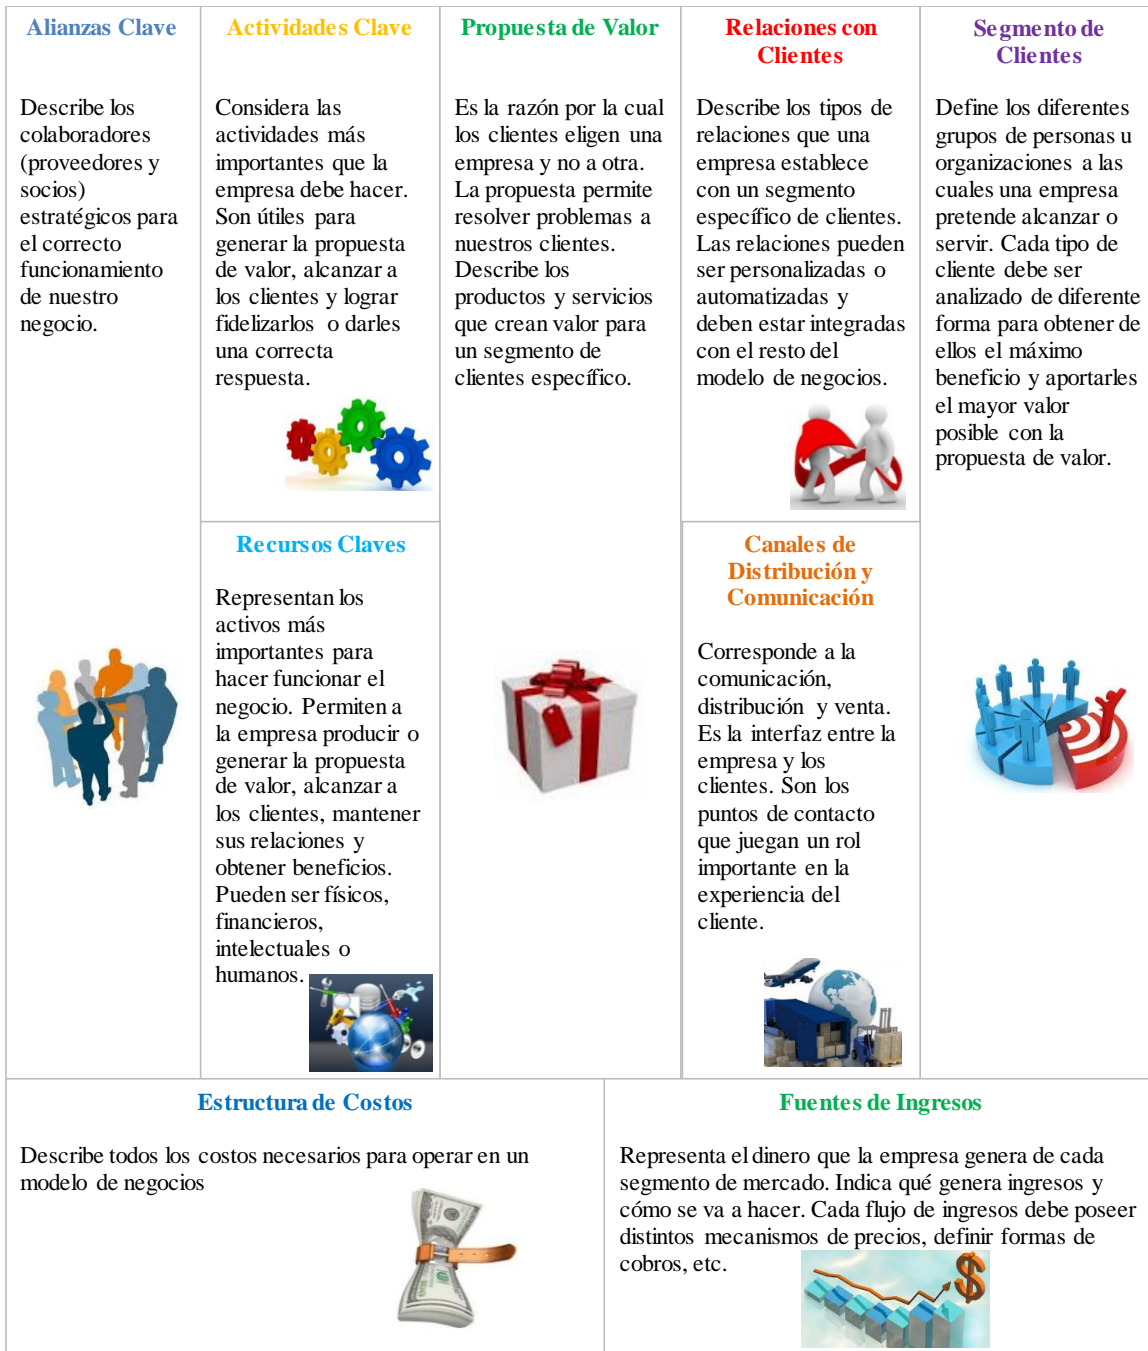 Alianzas Clave
Describe los
colaboradores
(proveedores y
socios)
estratégicos para
el correcto
funcionamiento
de nuestro
negocio.
Actividades Clave
Considera las
actividades más
importantes que la
empresa debe hacer.
Son útiles para
generar la propuesta
de valor, alcanzar a
los clientes y lograr
fidelizarlos o darles
una correcta
respuesta.
Recursos Claves
Representan los
activos más
importantes para
hacer funcionar el
negocio. Permiten a
la empresa producir o
generar la propuesta
de valor, alcanzar a
los clientes, mantener
sus relaciones y
obtener beneficios.
Pueden ser físicos,
financieros,
intelectuales o
humanos.
Propuesta de Valor
Es la razón por la cual
los clientes eligen una
empresa y no a otra.
La propuesta permite
resolver problemas a
nuestros clientes.
Describe los
productos y servicios
que crean valor para
un segmento de
clientes específico.
Relaciones con
Clientes
Describe los tipos de
relaciones que una
empresa establece
con un segmento
específico de clientes.
Las relaciones pueden
ser personalizadas o
automatizadas y
deben estar integradas
con el resto del
modelo de negocios.
Canales de
Distribución y
Comunicación
Corresponde a la
comunicación,
distribución y venta.
Es la interfaz entre la
empresa y los
clientes. Son los
puntos de contacto
que juegan un rol
importante en la
experiencia del
cliente.
Segmento de
Clientes
Define los diferentes
grupos de personas u
organizaciones a las
cuales una empresa
pretende alcanzar o
servir. Cada tipo de
cliente debe ser
analizado de diferente
forma para obtener de
ellos el máximo
beneficio y aportarles
el mayor valor
posible con la
propuesta de valor.
Estructura de Costos
Describe todos los costos necesarios para operar en un
modelo de negocios
Fuentes de Ingresos
Representa el dinero que la empresa genera de cada
segmento de mercado. Indica qué genera ingresos y
cómo se va a hacer. Cada flujo de ingresos debe poseer
distintos mecanismos de precios, definir formas de
cobros, etc.
$